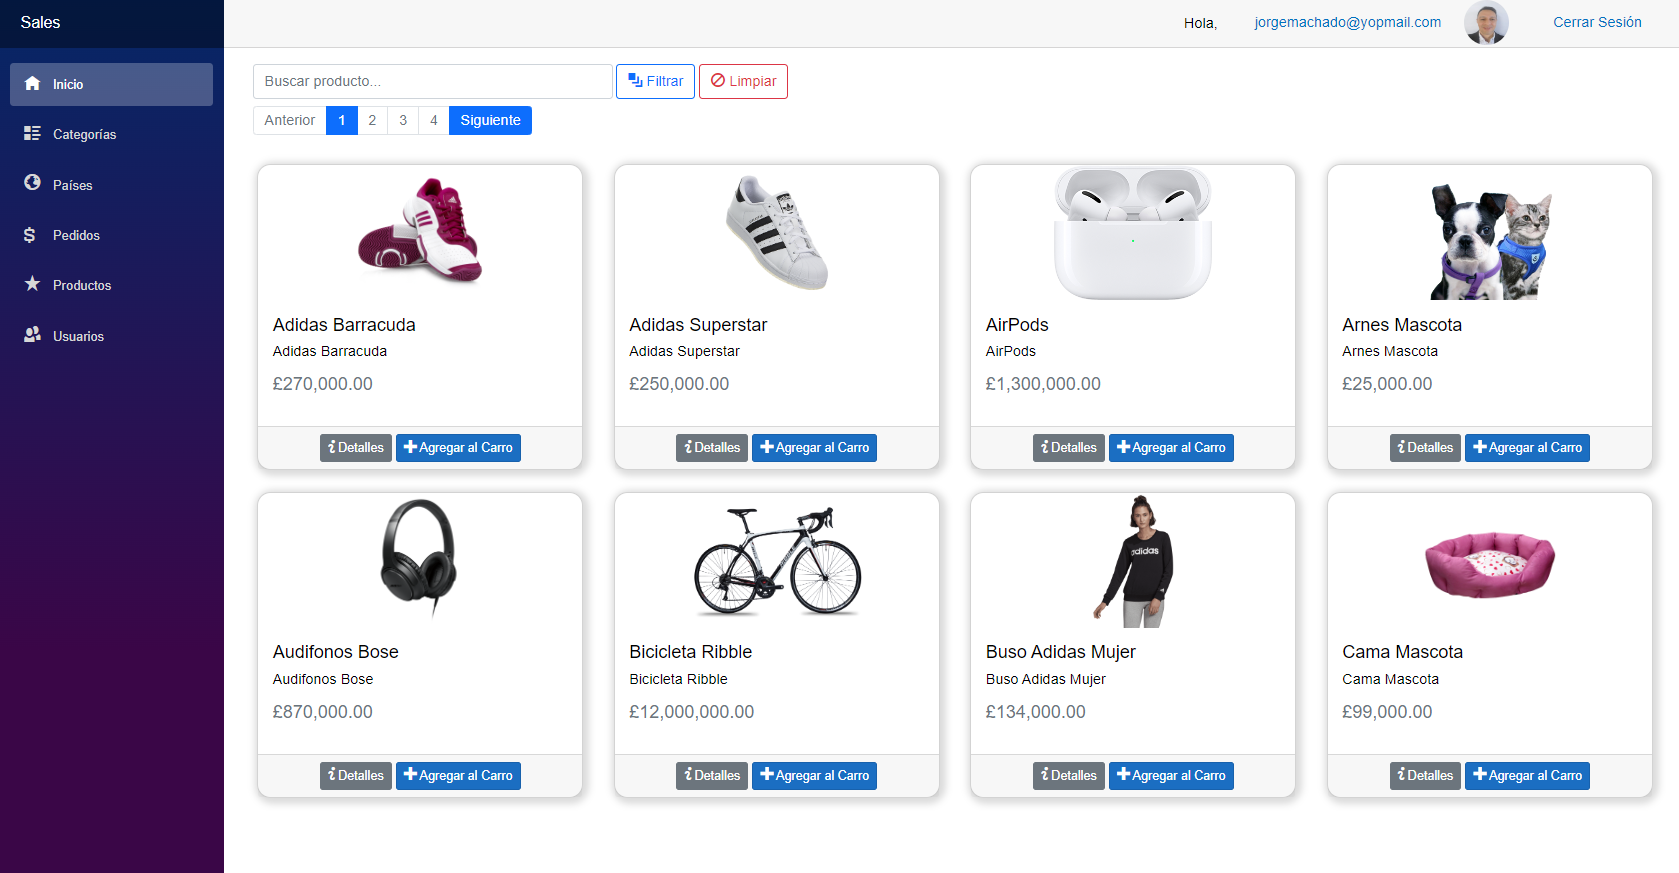 Sales
Hola, jorgemachado@yopmail.com Cerrar Sesión
Inicio
Categorías
Países
Pedidos
Productos
Usuarios
Buscar producto... Filtrar Limpiar
Anterior 1 2 3 4 Siguiente
Adidas Barracuda
Adidas Barracuda
£270,000.00
Detalles Agregar al Carro
Adidas Superstar
Adidas Superstar
£250,000.00
Detalles Agregar al Carro
AirPods
AirPods
£1,300,000.00
Detalles Agregar al Carro
Arnes Mascota
Arnes Mascota
£25,000.00
Detalles Agregar al Carro
Audifonos Bose
Audifonos Bose
£870,000.00
Detalles Agregar al Carro
Bicicleta Ribble
Bicicleta Ribble
£12,000,000.00
Detalles Agregar al Carro
adidas
Buso Adidas Mujer
Buso Adidas Mujer
£134,000.00
Detalles Agregar al Carro
Cama Mascota
Cama Mascota
£99,000.00
Detalles Agregar al Carro